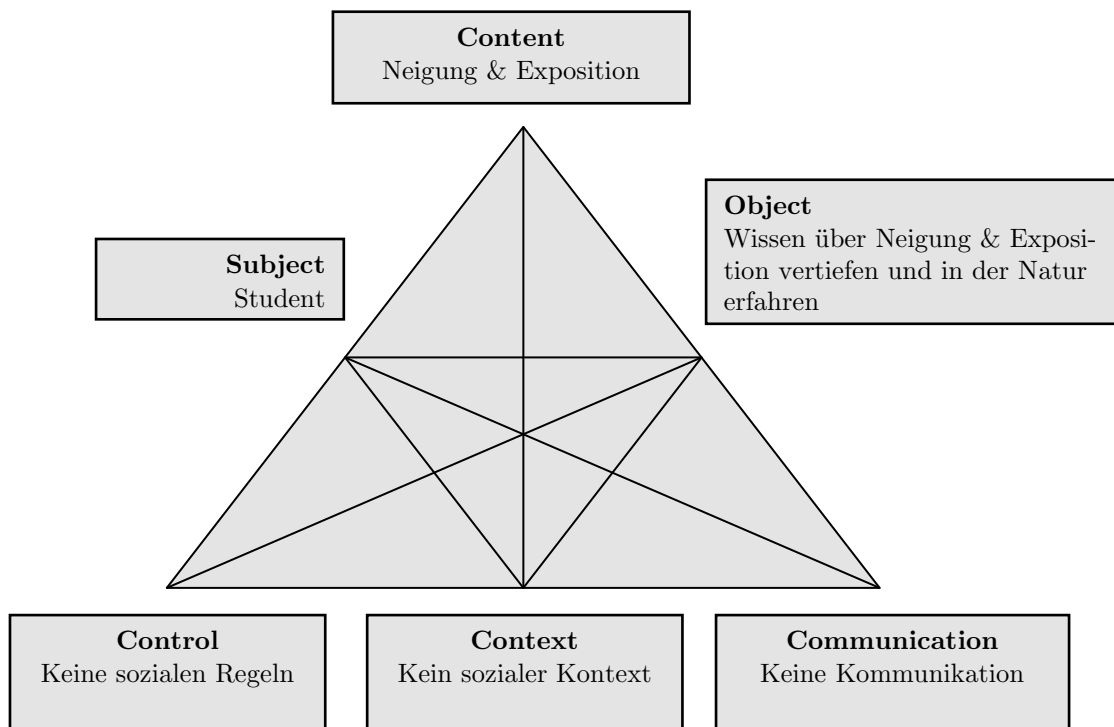 Content
Neigung & Exposition
Object
Wissen über Neigung & Exposi-
tion vertiefen und in der Natur
erfahren
Subject
Student
Control
Keine sozialen Regeln
Context
Kein sozialer Kontext
Communication
Keine Kommunikation